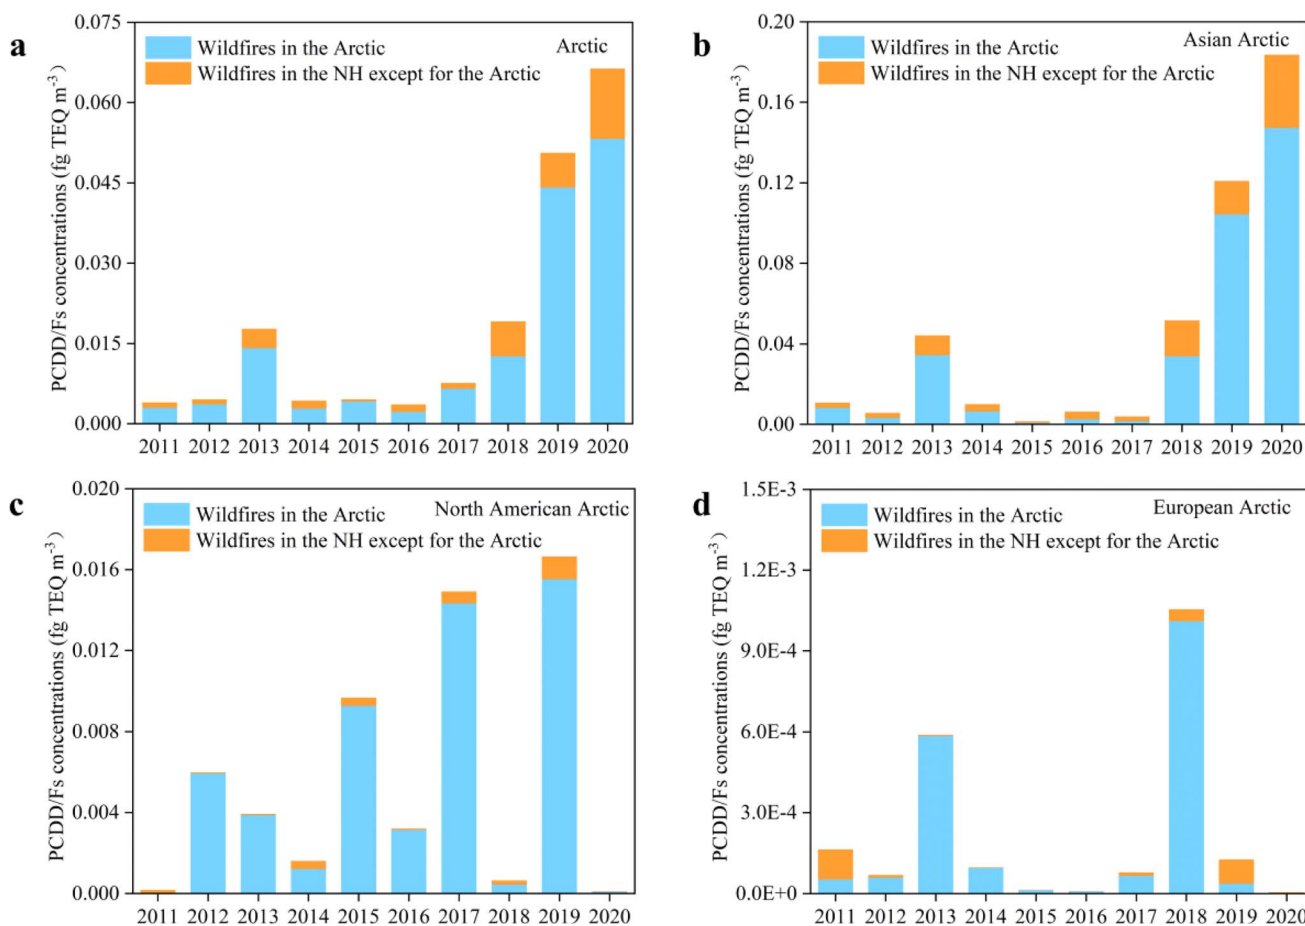 a
Arctic
Wildfires in the Arctic
Wildfires in the NH except for the Arctic
PCDD/Fs concentrations (fg TEQ m⁻³)
0.075
0.060
0.045
0.030
0.015
0.000
2011 2012 2013 2014 2015 2016 2017 2018 2019 2020
b
Asian Arctic
Wildfires in the Arctic
Wildfires in the NH except for the Arctic
PCDD/Fs concentrations (fg TEQ m⁻³)
0.20
0.16
0.12
0.08
0.04
0.00
2011 2012 2013 2014 2015 2016 2017 2018 2019 2020
c
North American Arctic
Wildfires in the Arctic
Wildfires in the NH except for the Arctic
PCDD/Fs concentrations (fg TEQ m⁻³)
0.020
0.016
0.012
0.008
0.004
0.000
2011 2012 2013 2014 2015 2016 2017 2018 2019 2020
d
European Arctic
Wildfires in the Arctic
Wildfires in the NH except for the Arctic
PCDD/Fs concentrations (fg TEQ m⁻³)
1.5E-3
1.2E-3
9.0E-4
6.0E-4
3.0E-4
0.0E+0
2011 2012 2013 2014 2015 2016 2017 2018 2019 2020